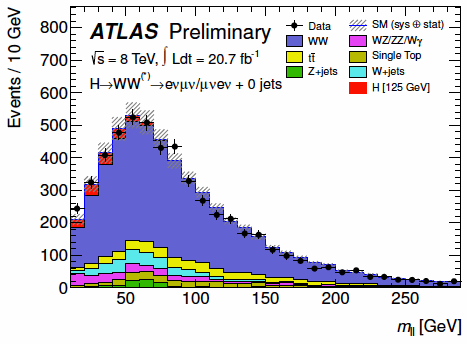 ATLAS Preliminary
√s = 8 TeV, ∫ Ldt = 20.7 fb⁻¹
H→WW(*)→eνμν/μνeν + 0 jets
Data
SM (sys ⊕ stat)
WW
WZ/ZZ/Wγ
tt̄
Single Top
Z+jets
W+jets
H [125 GeV]
Events / 10 GeV
800
700
600
500
400
300
200
100
0
50
100
150
200
250
mll [GeV]